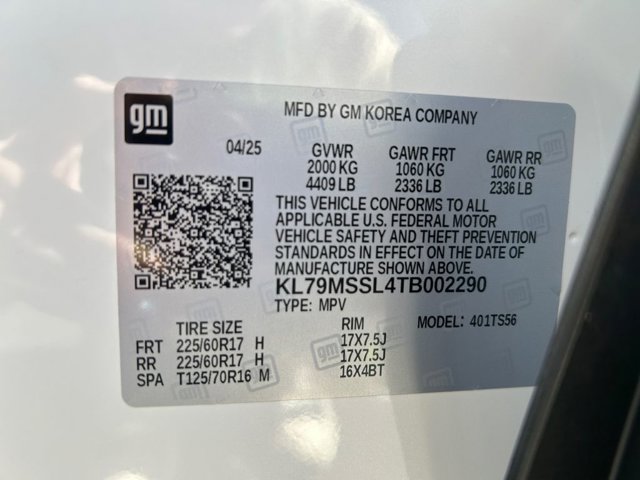 gm
MFD BY GM KOREA COMPANY
04/25 GVWR GAWR FRT GAWR RR
2000 KG 1060 KG 1060 KG
4409 LB 2336 LB 2336 LB
THIS VEHICLE CONFORMS TO ALL
APPLICABLE U.S. FEDERAL MOTOR
VEHICLE SAFETY AND THEFT PREVENTION
STANDARDS IN EFFECT ON THE DATE OF
MANUFACTURE SHOWN ABOVE.
KL79MSSL4TB002290
TYPE: MPV
TIRE SIZE RIM MODEL: 401TS56
FRT 225/60R17 H 17X7.5J
RR 225/60R17 H 17X7.5J
SPA T125/70R16 M 16X4BT